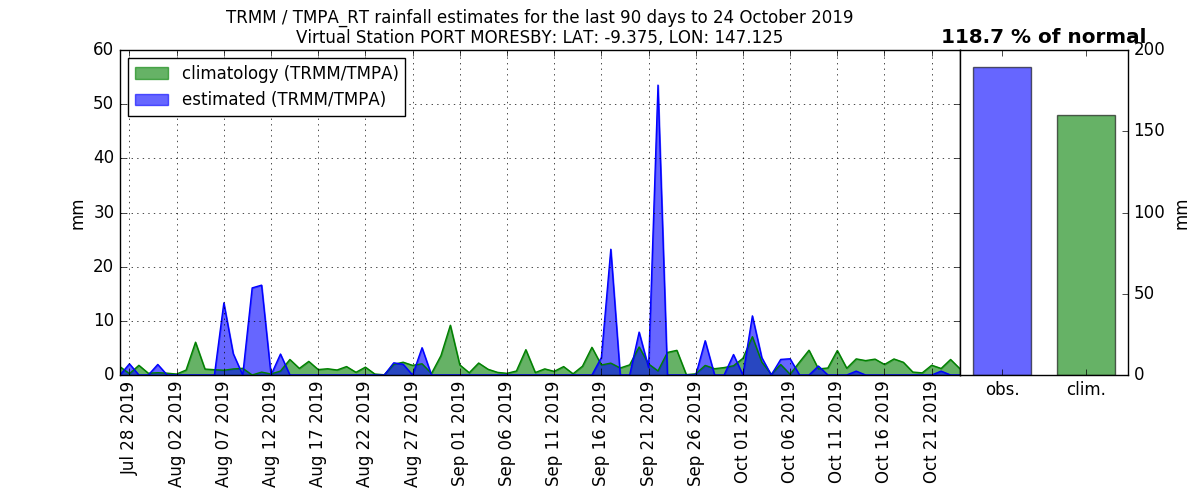 TRMM / TMPA_RT rainfall estimates for the last 90 days to 24 October 2019
Virtual Station PORT MORESBY: LAT: -9.375, LON: 147.125
118.7 % of normal
climatology (TRMM/TMPA)
estimated (TRMM/TMPA)
60
50
40
30
20
10
0
mm
Jul 28 2019
Aug 02 2019
Aug 07 2019
Aug 12 2019
Aug 17 2019
Aug 22 2019
Aug 27 2019
Sep 01 2019
Sep 06 2019
Sep 11 2019
Sep 16 2019
Sep 21 2019
Sep 26 2019
Oct 01 2019
Oct 06 2019
Oct 11 2019
Oct 16 2019
Oct 21 2019
obs.
clim.
200
150
100
50
0
mm